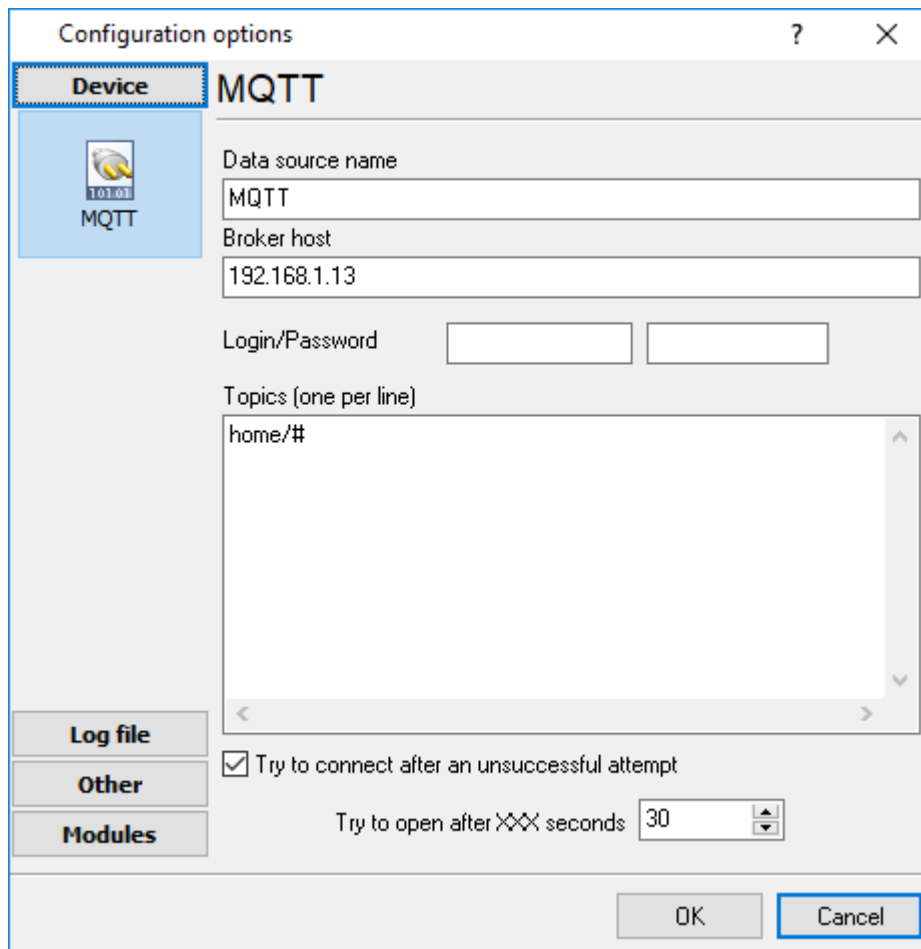 Configuration options
?
Device
MQTT
101101
MQTT
Data source name
MQTT
Broker host
192.168.1.13
Login/Password
Topics (one per line)
home/#
Log file
Other
Modules
Try to connect after an unsuccessful attempt
Try to open after XXX seconds 30
OK
Cancel